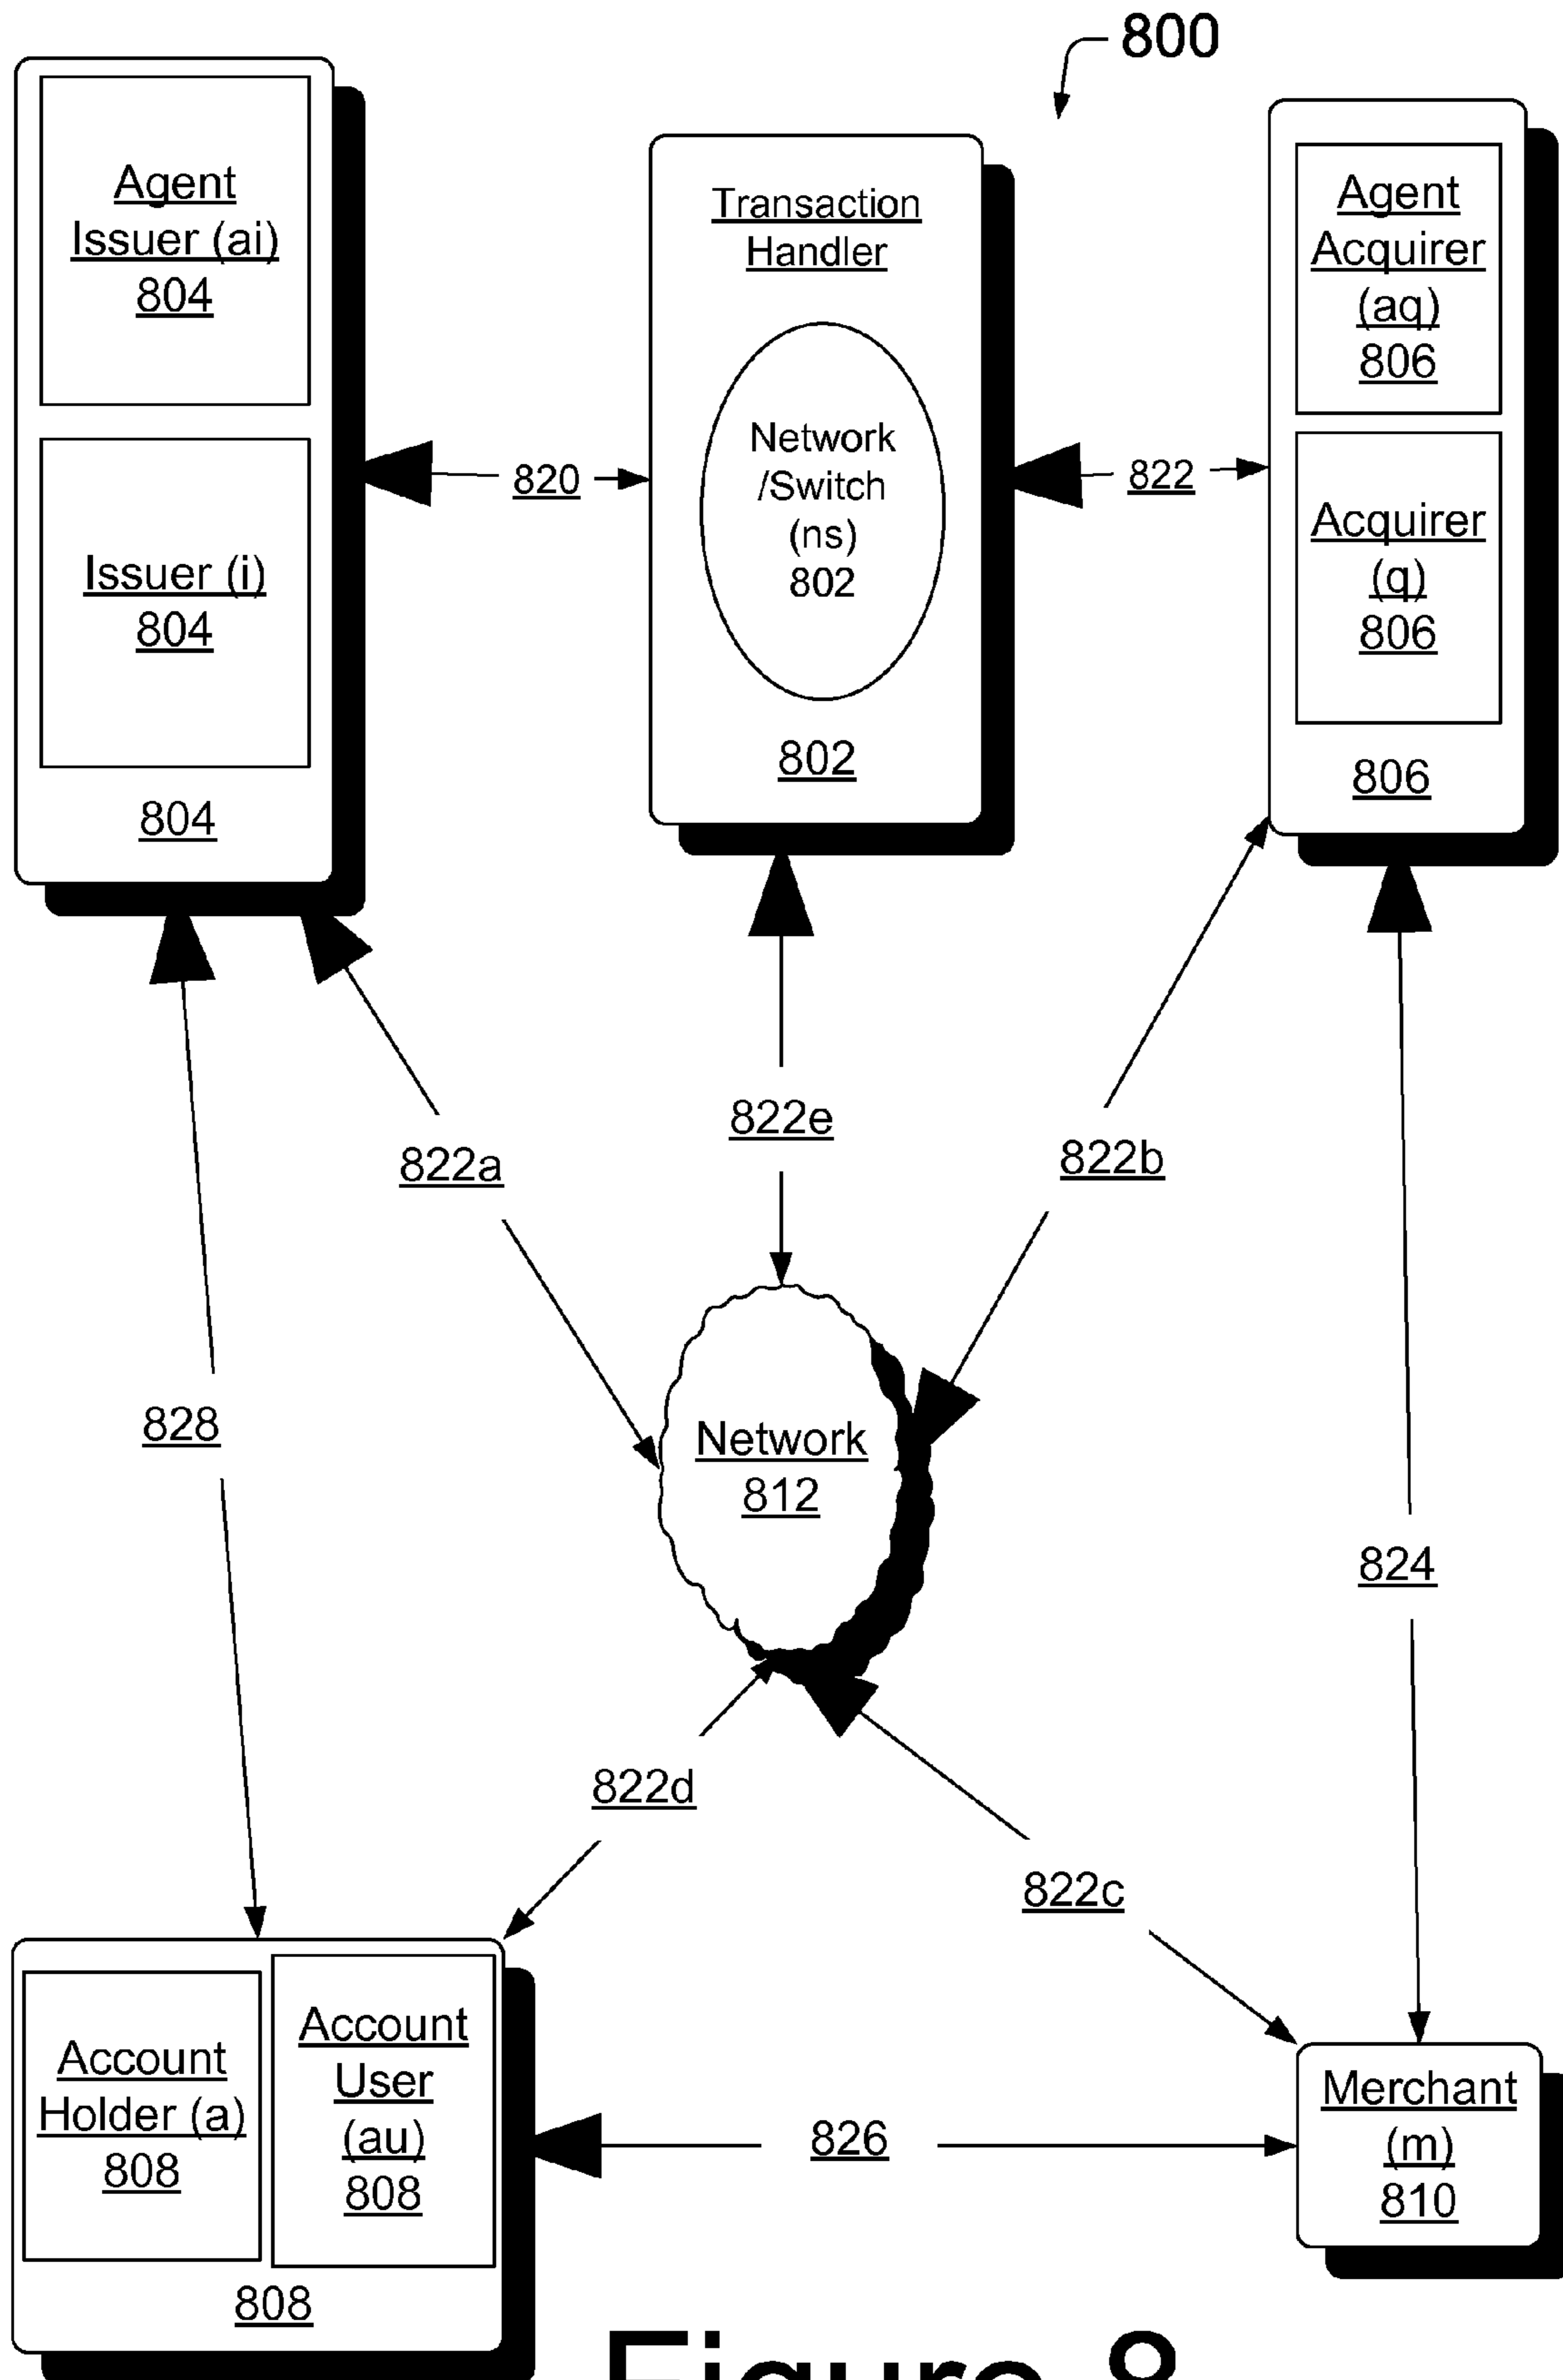 800
Agent
Issuer (ai)
804
Issuer (i)
804
804
Transaction
Handler
Network
/Switch
(ns)
802
802
Agent
Acquirer
(aq)
806
Acquirer
(q)
806
806
820
822
822a
822e
822b
828
Network
812
824
822d
822c
Account
Holder (a)
808
Account
User
(au)
808
808
826
Merchant
(m)
810
Figure 8